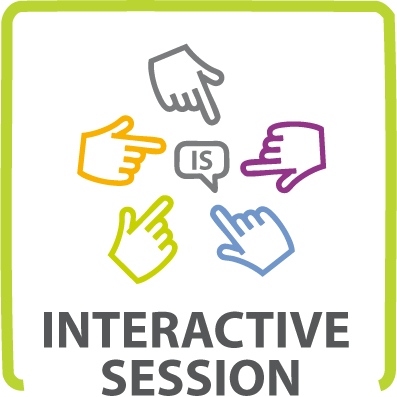 IS
INTERACTIVE
SESSION